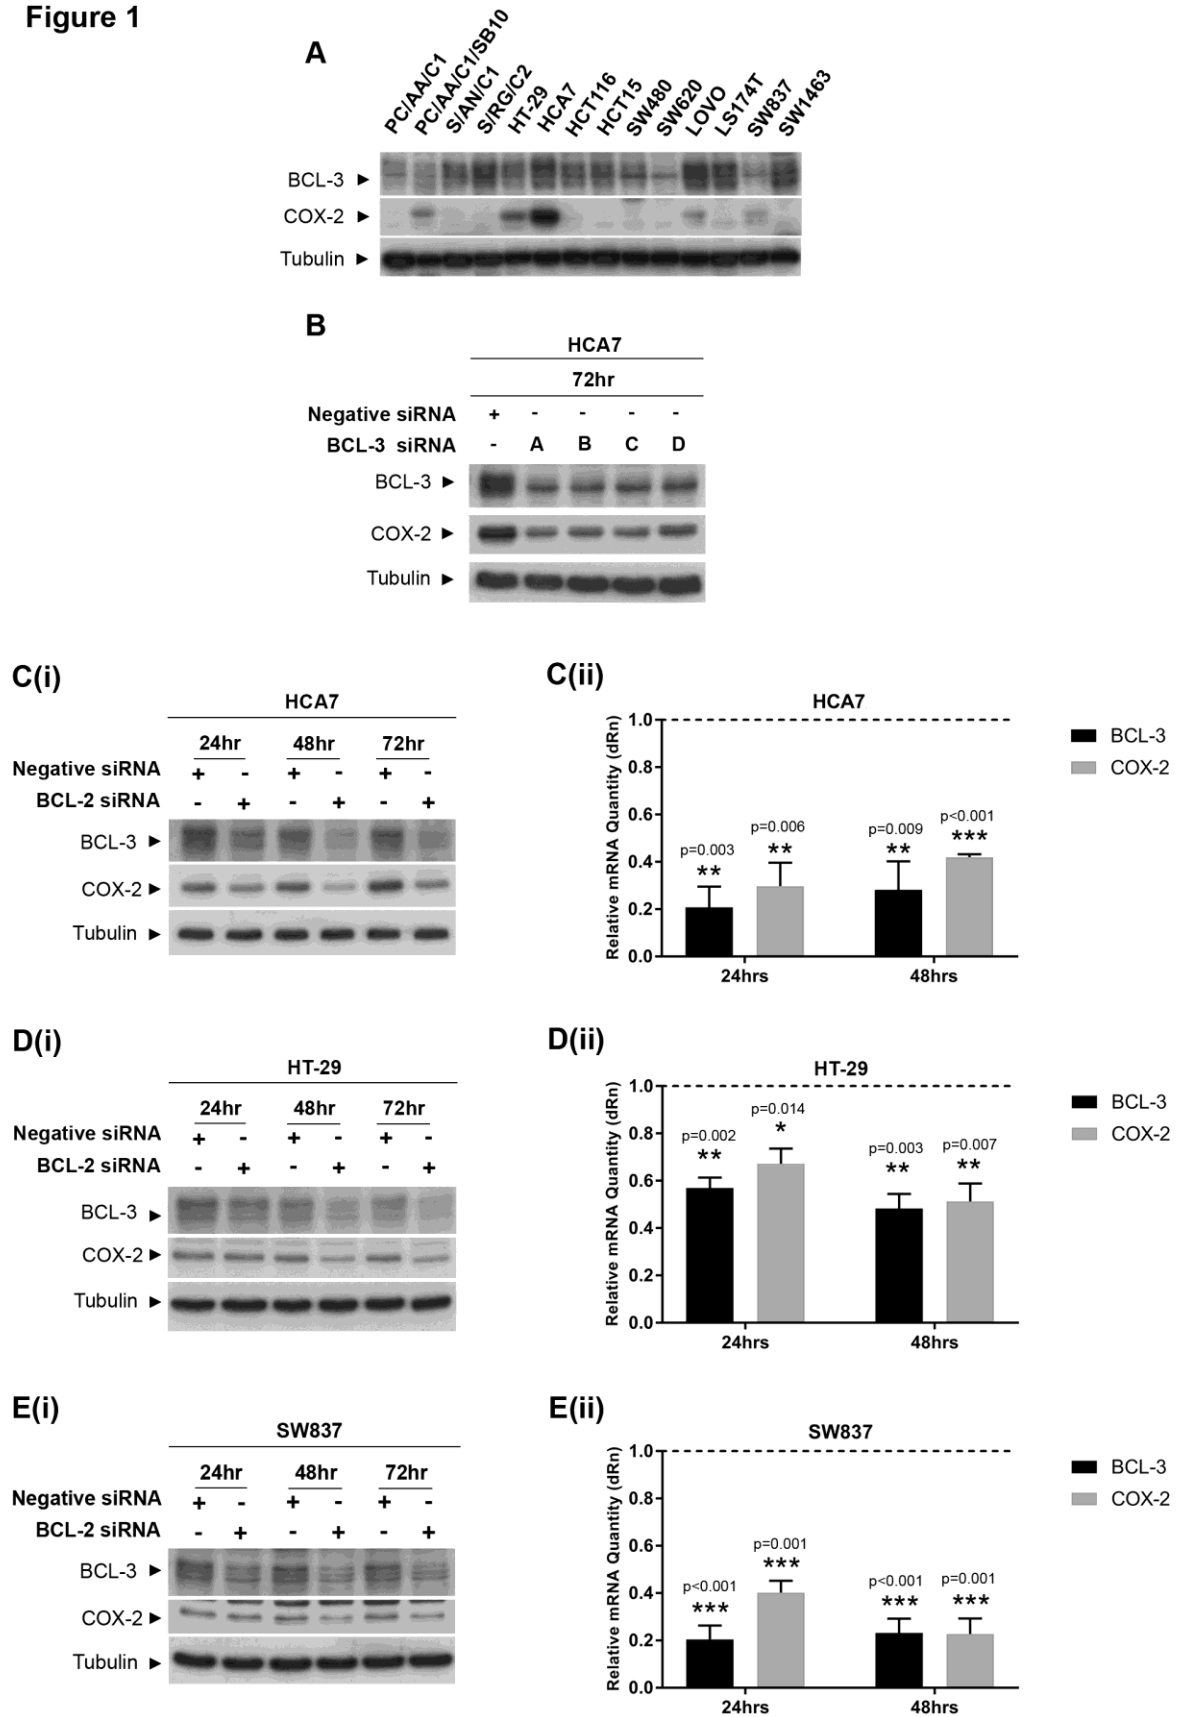 Figure 1
A
PC/AA/C1
PC/AA/C1/SB10
S/AN/C1
S/RG/C2
HT-29
HCA7
HCT116
HCT15
SW480
SW620
LOVO
LS174T
SW837
SW1463
BCL-3 ►
COX-2 ►
Tubulin ►
B
HCA7
72hr
Negative siRNA + - - - -
BCL-3 siRNA - A B C D
BCL-3 ►
COX-2 ►
Tubulin ►
C(i)
HCA7
24hr 48hr 72hr
Negative siRNA + - + - + -
BCL-2 siRNA - + - + - +
BCL-3 ►
COX-2 ►
Tubulin ►
C(ii)
HCA7
Relative mRNA Quantity (dRn)
1.0
0.8
0.6
0.4
0.2
0.0
p=0.003
**
p=0.006
**
p=0.009
**
p<0.001
***
24hrs 48hrs
BCL-3
COX-2
D(i)
HT-29
24hr 48hr 72hr
Negative siRNA + - + - + -
BCL-2 siRNA - + - + - +
BCL-3 ►
COX-2 ►
Tubulin ►
D(ii)
HT-29
Relative mRNA Quantity (dRn)
1.0
0.8
0.6
0.4
0.2
0.0
p=0.002
**
p=0.014
*
p=0.003
**
p=0.007
**
24hrs 48hrs
BCL-3
COX-2
E(i)
SW837
24hr 48hr 72hr
Negative siRNA + - + - + -
BCL-2 siRNA - + - + - +
BCL-3 ►
COX-2 ►
Tubulin ►
E(ii)
SW837
Relative mRNA Quantity (dRn)
1.0
0.8
0.6
0.4
0.2
0.0
p<0.001
***
p=0.001
***
p<0.001
***
p=0.001
***
24hrs 48hrs
BCL-3
COX-2